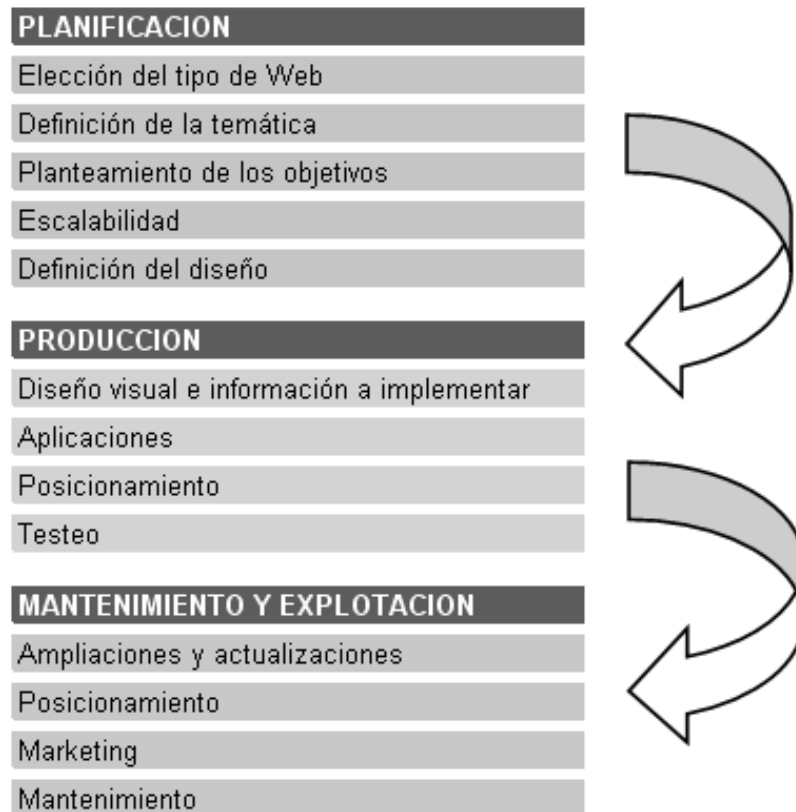 PLANIFICACION
Elección del tipo de Web
Definición de la temática
Planteamiento de los objetivos
Escalabilidad
Definición del diseño
PRODUCCION
Diseño visual e información a implementar
Aplicaciones
Posicionamiento
Testeo
MANTENIMIENTO Y EXPLOTACION
Ampliaciones y actualizaciones
Posicionamiento
Marketing
Mantenimiento